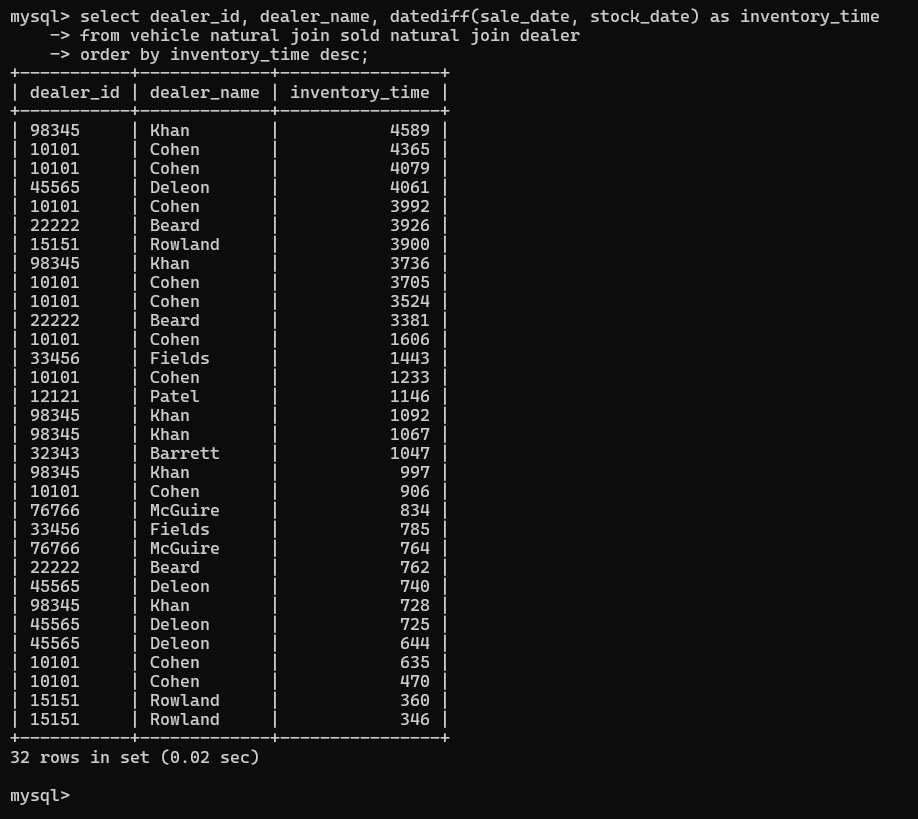 mysql> select dealer_id, dealer_name, datediff(sale_date, stock_date) as inventory_time
    -> from vehicle natural join sold natural join dealer
    -> order by inventory_time desc;
+-----------+-------------+----------------+
| dealer_id | dealer_name | inventory_time |
+-----------+-------------+----------------+
| 98345     | Khan        |           4589 |
| 10101     | Cohen       |           4365 |
| 10101     | Cohen       |           4079 |
| 45565     | Deleon      |           4061 |
| 10101     | Cohen       |           3992 |
| 22222     | Beard       |           3926 |
| 15151     | Rowland     |           3900 |
| 98345     | Khan        |           3736 |
| 10101     | Cohen       |           3705 |
| 10101     | Cohen       |           3524 |
| 22222     | Beard       |           3381 |
| 10101     | Cohen       |           1606 |
| 33456     | Fields      |           1443 |
| 10101     | Cohen       |           1233 |
| 12121     | Patel       |           1146 |
| 98345     | Khan        |           1092 |
| 98345     | Khan        |           1067 |
| 32343     | Barrett     |           1047 |
| 98345     | Khan        |            997 |
| 10101     | Cohen       |            906 |
| 76766     | McGuire     |            834 |
| 33456     | Fields      |            785 |
| 76766     | McGuire     |            764 |
| 22222     | Beard       |            762 |
| 45565     | Deleon      |            740 |
| 98345     | Khan        |            728 |
| 45565     | Deleon      |            725 |
| 45565     | Deleon      |            644 |
| 10101     | Cohen       |            635 |
| 10101     | Cohen       |            470 |
| 15151     | Rowland     |            360 |
| 15151     | Rowland     |            346 |
+-----------+-------------+----------------+
32 rows in set (0.02 sec)
mysql>